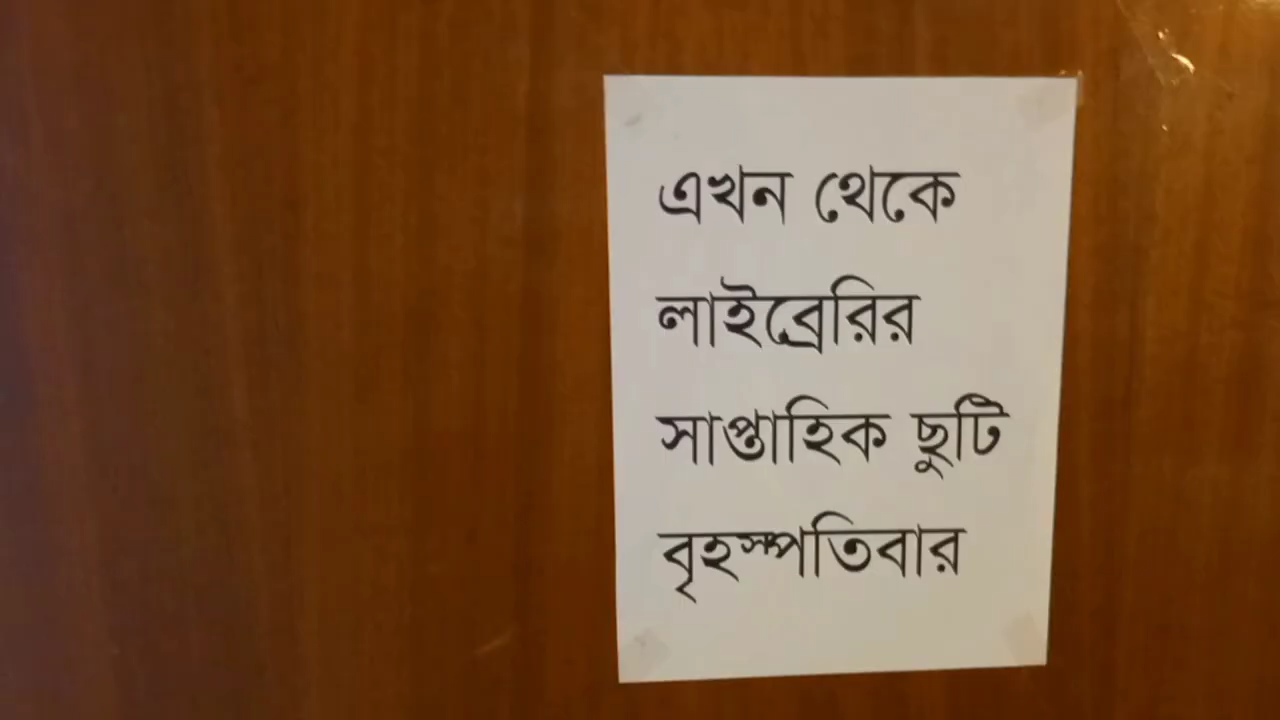 এখন থেকে
লাইব্রেরির
সাপ্তাহিক ছুটি
বৃহস্পতিবার